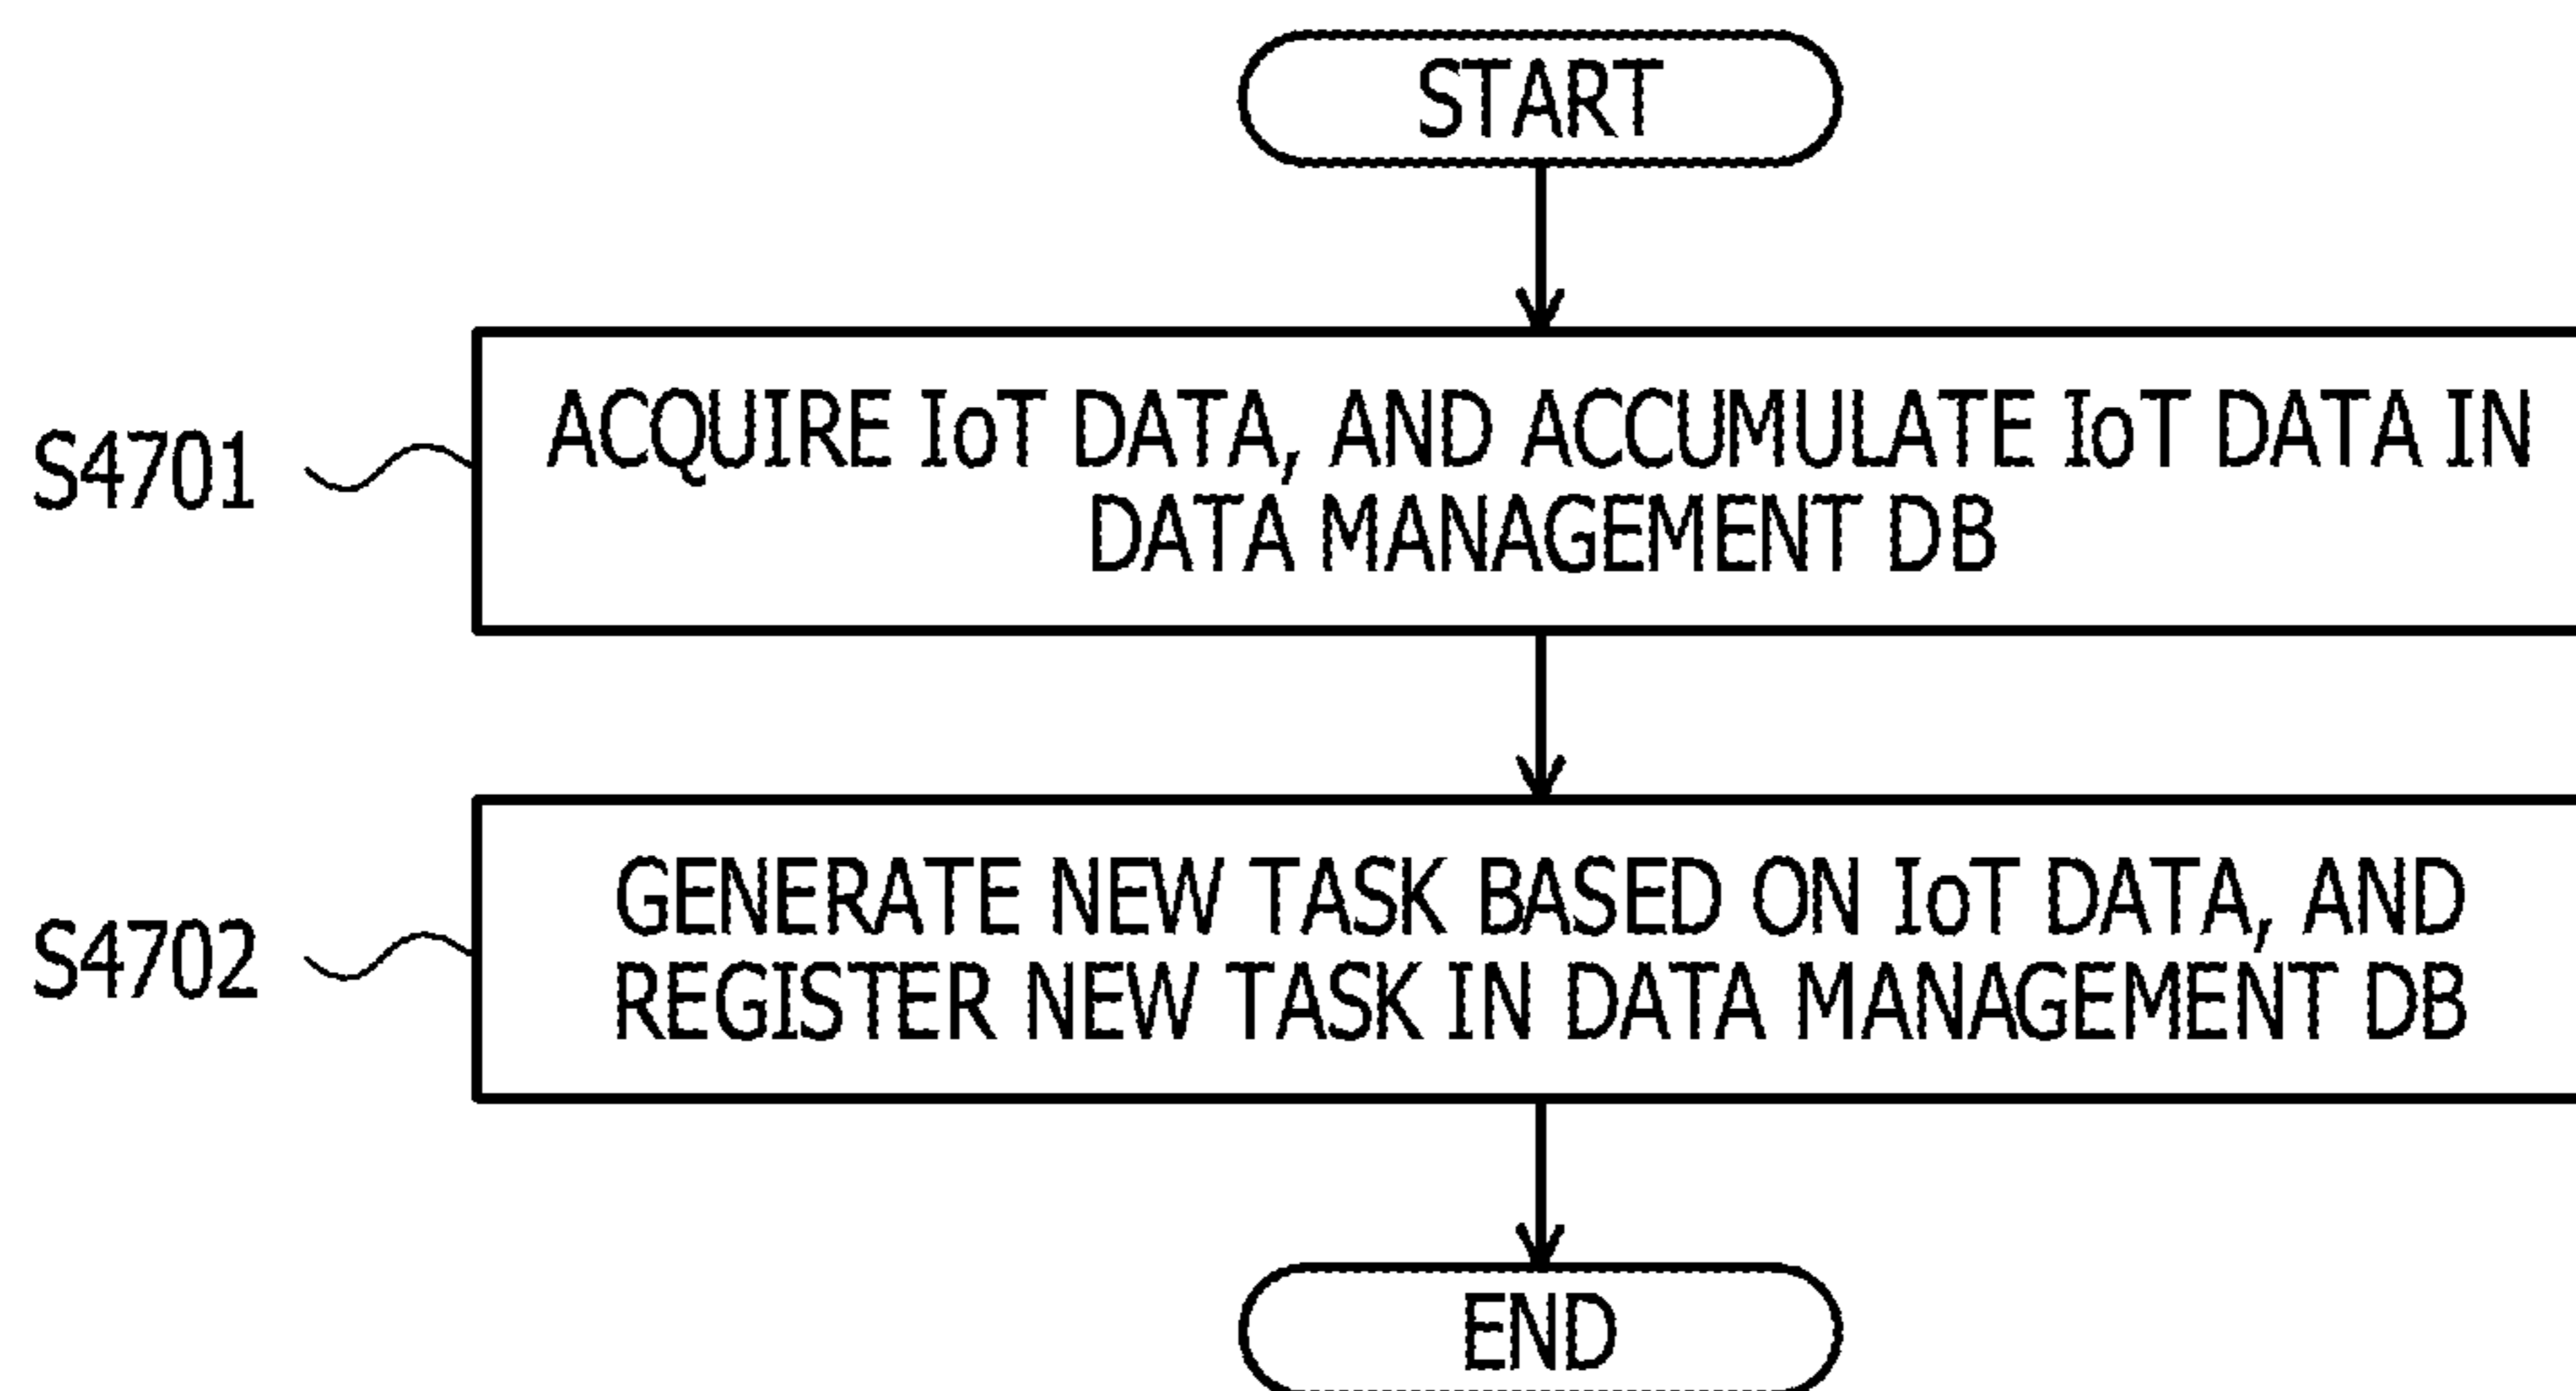 START
S4701
ACQUIRE IoT DATA, AND ACCUMULATE IoT DATA IN
DATA MANAGEMENT DB
S4702
GENERATE NEW TASK BASED ON IoT DATA, AND
REGISTER NEW TASK IN DATA MANAGEMENT DB
END